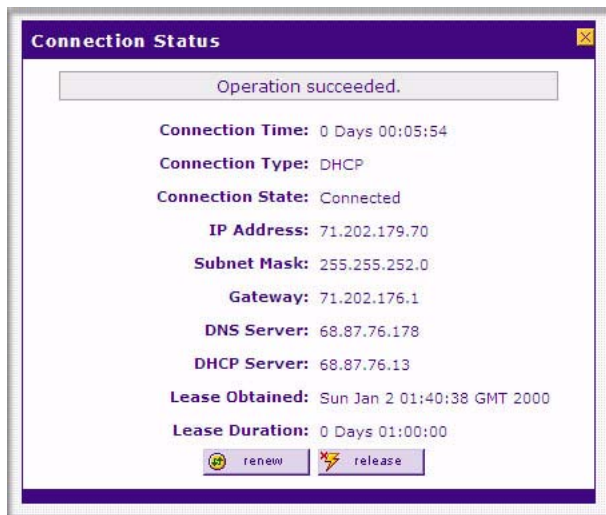 Connection Status
Operation succeeded.
Connection Time: 0 Days 00:05:54
Connection Type: DHCP
Connection State: Connected
IP Address: 71.202.179.70
Subnet Mask: 255.255.252.0
Gateway: 71.202.176.1
DNS Server: 68.87.76.178
DHCP Server: 68.87.76.13
Lease Obtained: Sun Jan 2 01:40:38 GMT 2000
Lease Duration: 0 Days 01:00:00
renew release